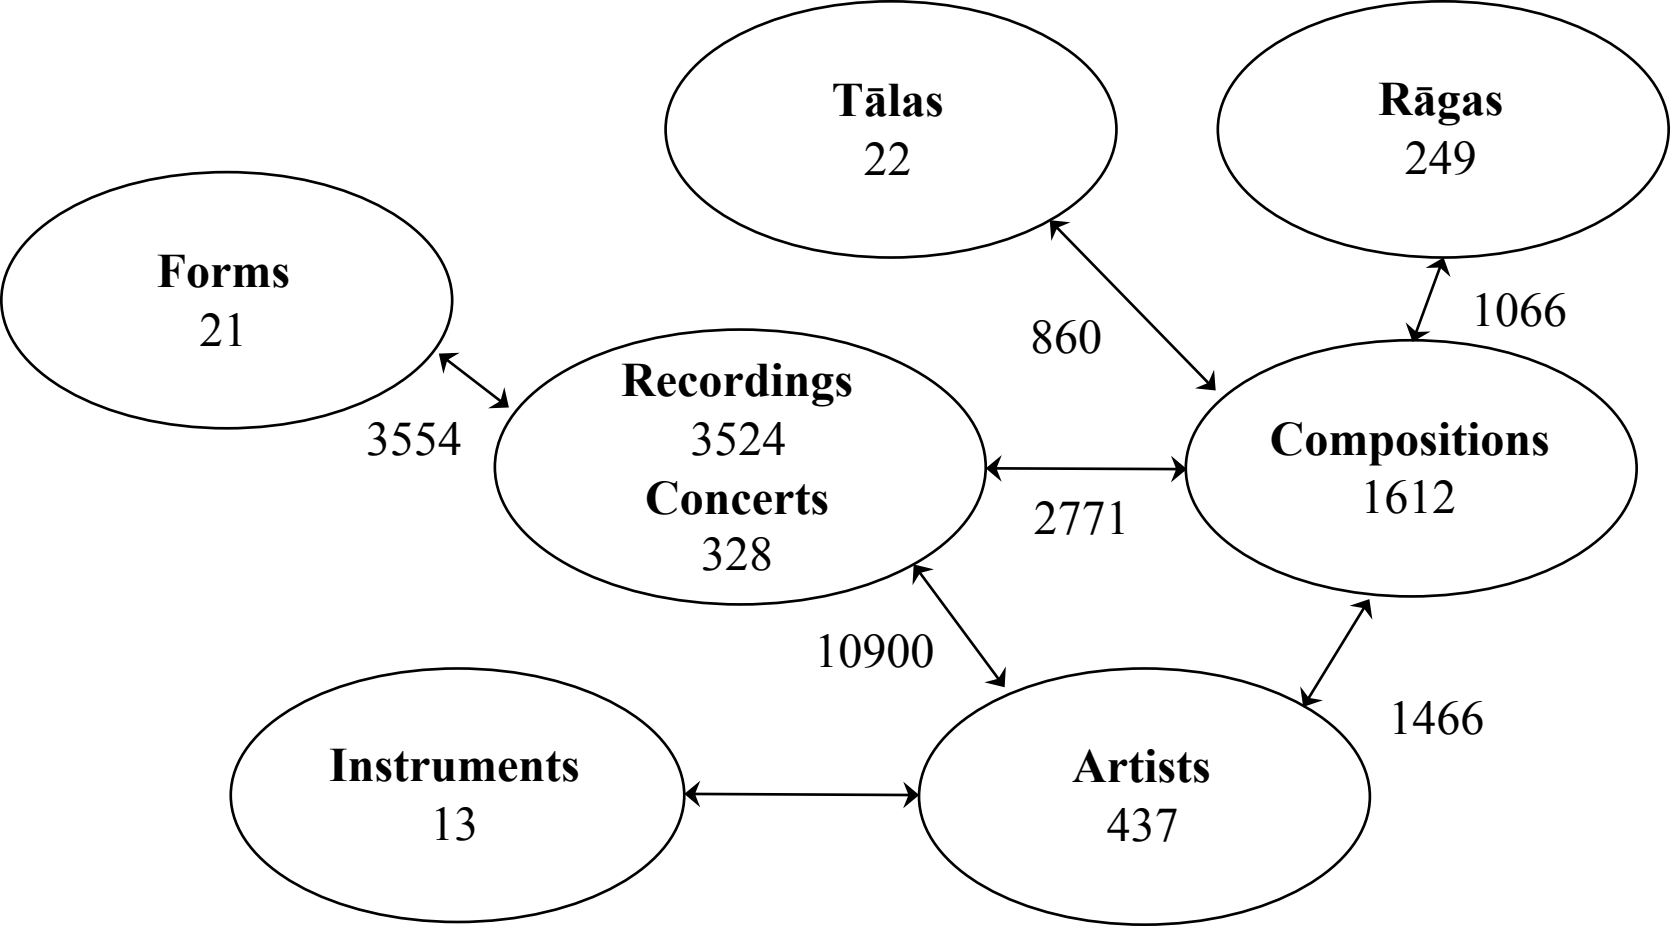 Tālas
22
Rāgas
249
Forms
21
1066
860
Recordings
3524
Concerts
328
3554
Compositions
1612
2771
10900
1466
Instruments
13
Artists
437